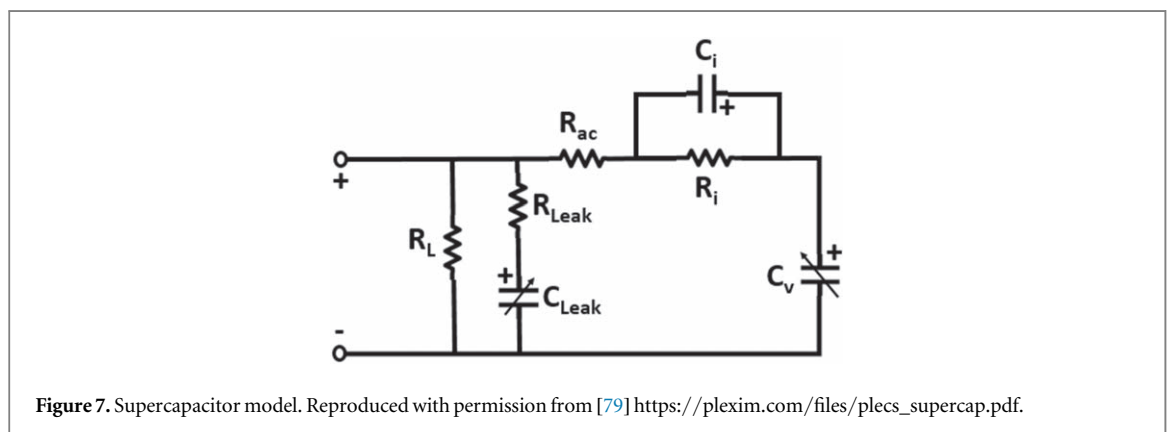 C_i
+
R_ac
+
R_i
R_Leak
R_L
+
+
C_Leak
C_v
-
Figure 7. Supercapacitor model. Reproduced with permission from [79] https://plexim.com/files/plecs_supercap.pdf.